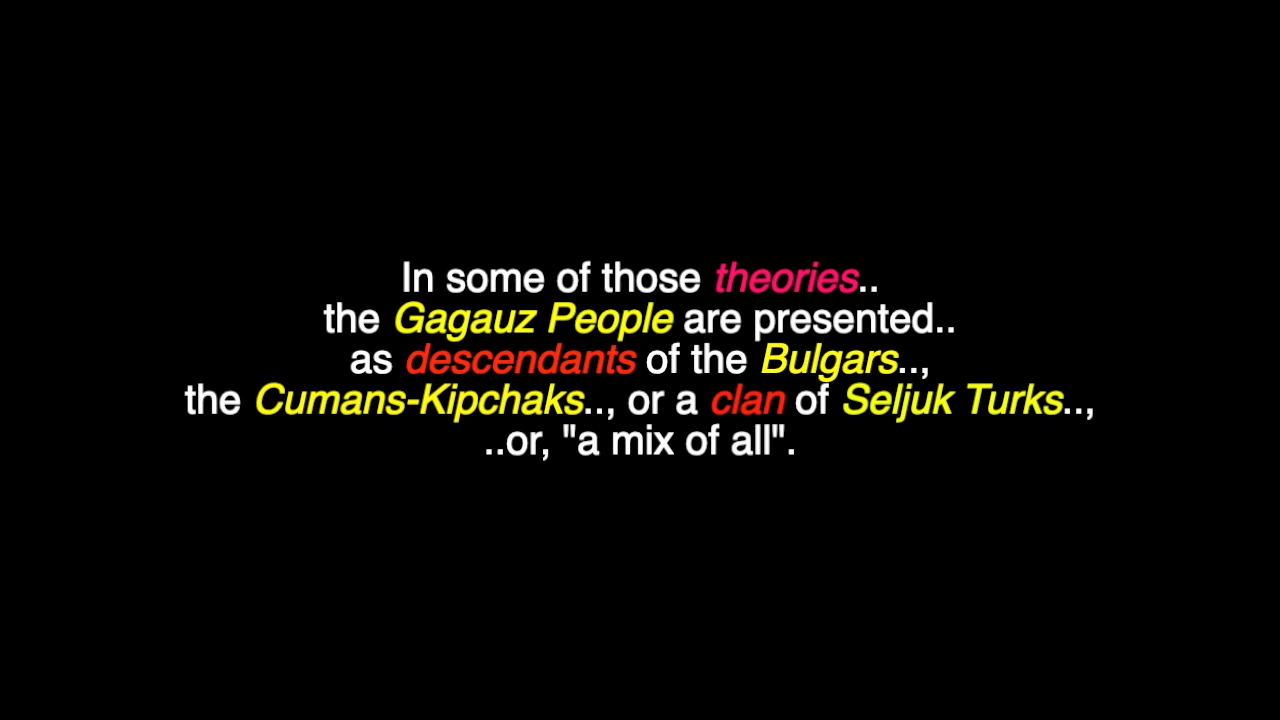 In some of those theories..
the Gagauz People are presented..
as descendants of the Bulgars..,
the Cumans-Kipchaks.., or a clan of Seljuk Turks..,
..or, "a mix of all".